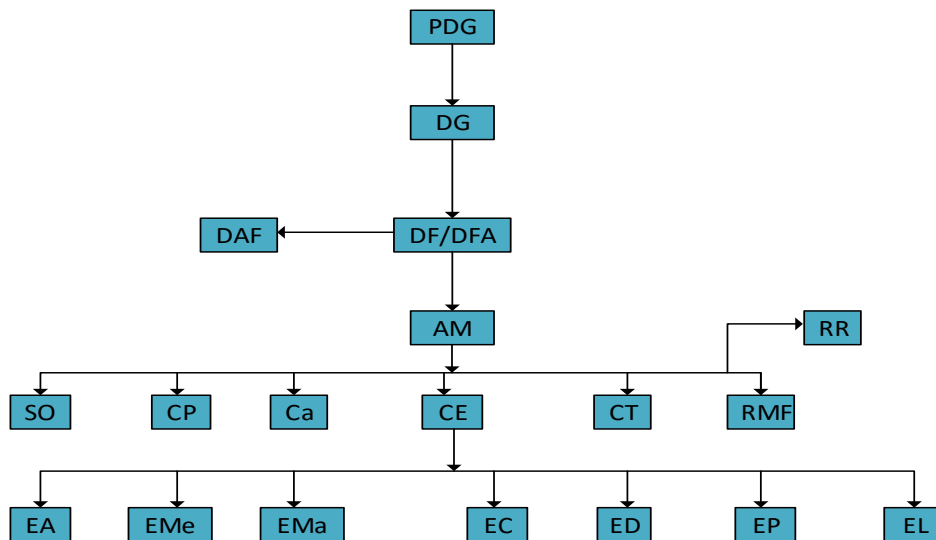 PDG
DG
DAF
DF/DFA
AM
RR
SO
CP
Ca
CE
CT
RMF
EA
EMe
EMa
EC
ED
EP
EL